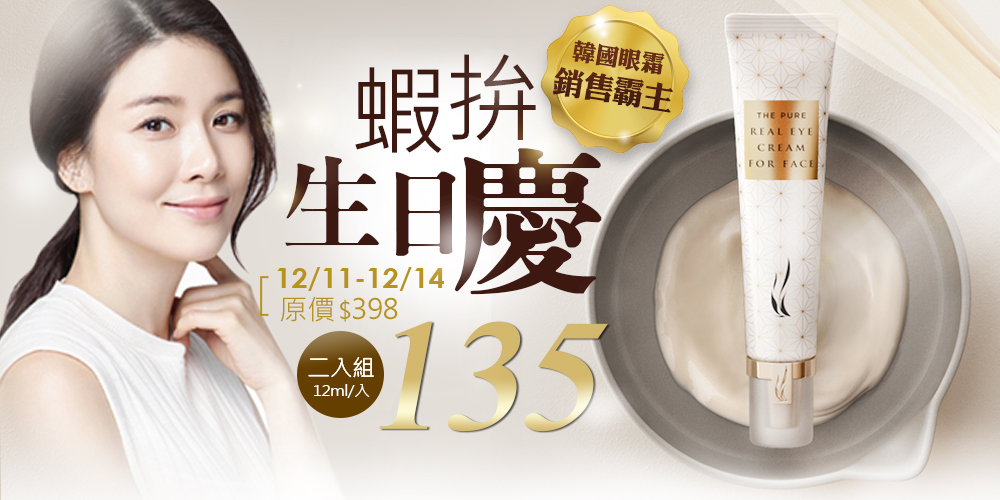 蝦拚
生日慶
12/11-12/14
原價$398
二入組
12ml/入
135
韓國眼霜
銷售霸主
THE PURE
REAL EYE
CREAM
FOR FACE